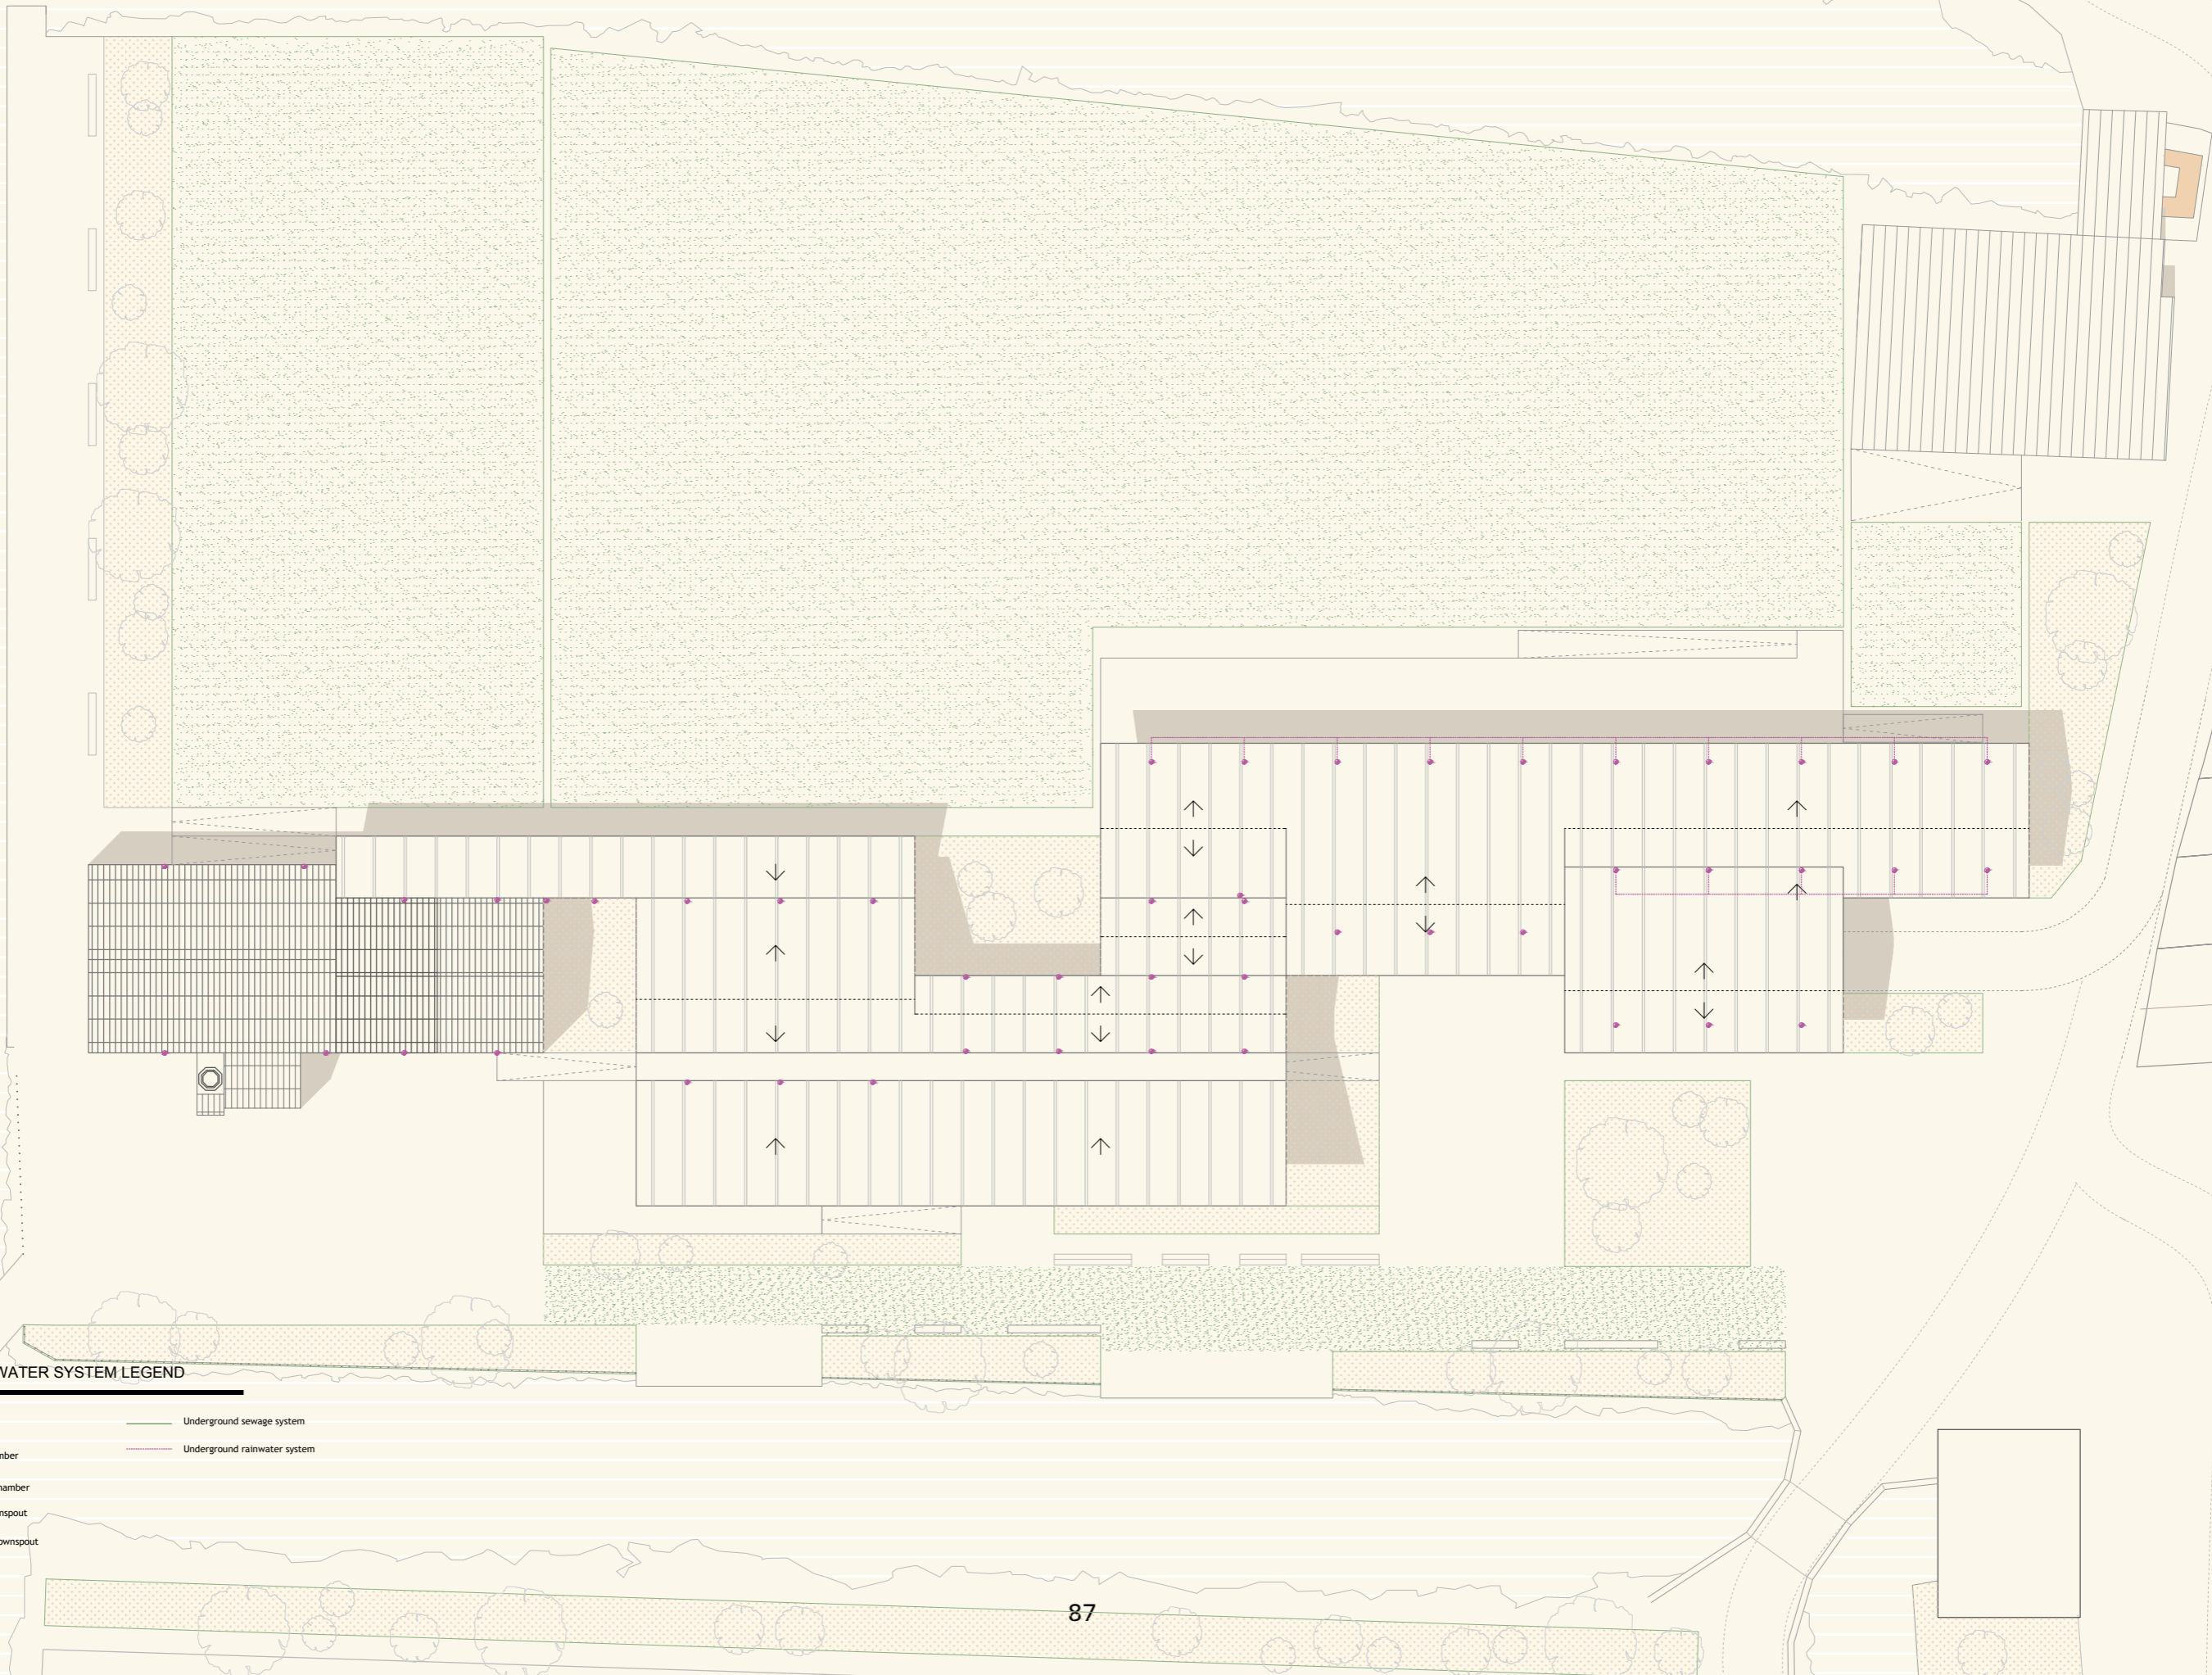 WATER SYSTEM LEGEND
Underground sewage system
Underground rainwater system
mber
hamber
nspout
ownspout
87